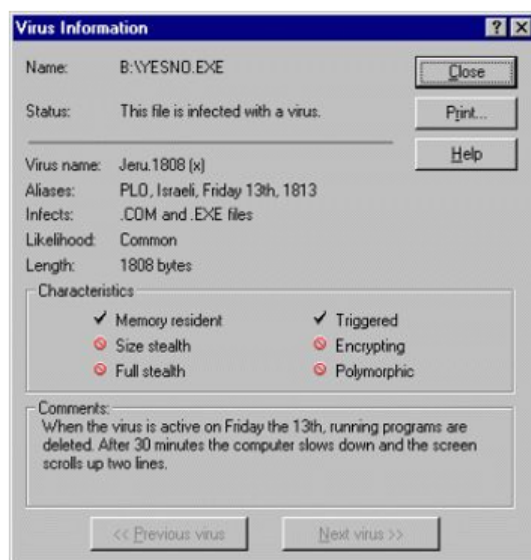 Virus Information
Name: B:\YESNO.EXE
Close
Status: This file is infected with a virus.
Print...
Help
Virus name: Jeru.1808 (x)
Aliases: PLO, Israeli, Friday 13th, 1813
Infects: .COM and .EXE files
Likelihood: Common
Length: 1808 bytes
Characteristics
Memory resident Triggered
Size stealth Encrypting
Full stealth Polymorphic
Comments:
When the virus is active on Friday the 13th, running programs are
deleted. After 30 minutes the computer slows down and the screen
scrolls up two lines.
<< Previous virus Next virus >>